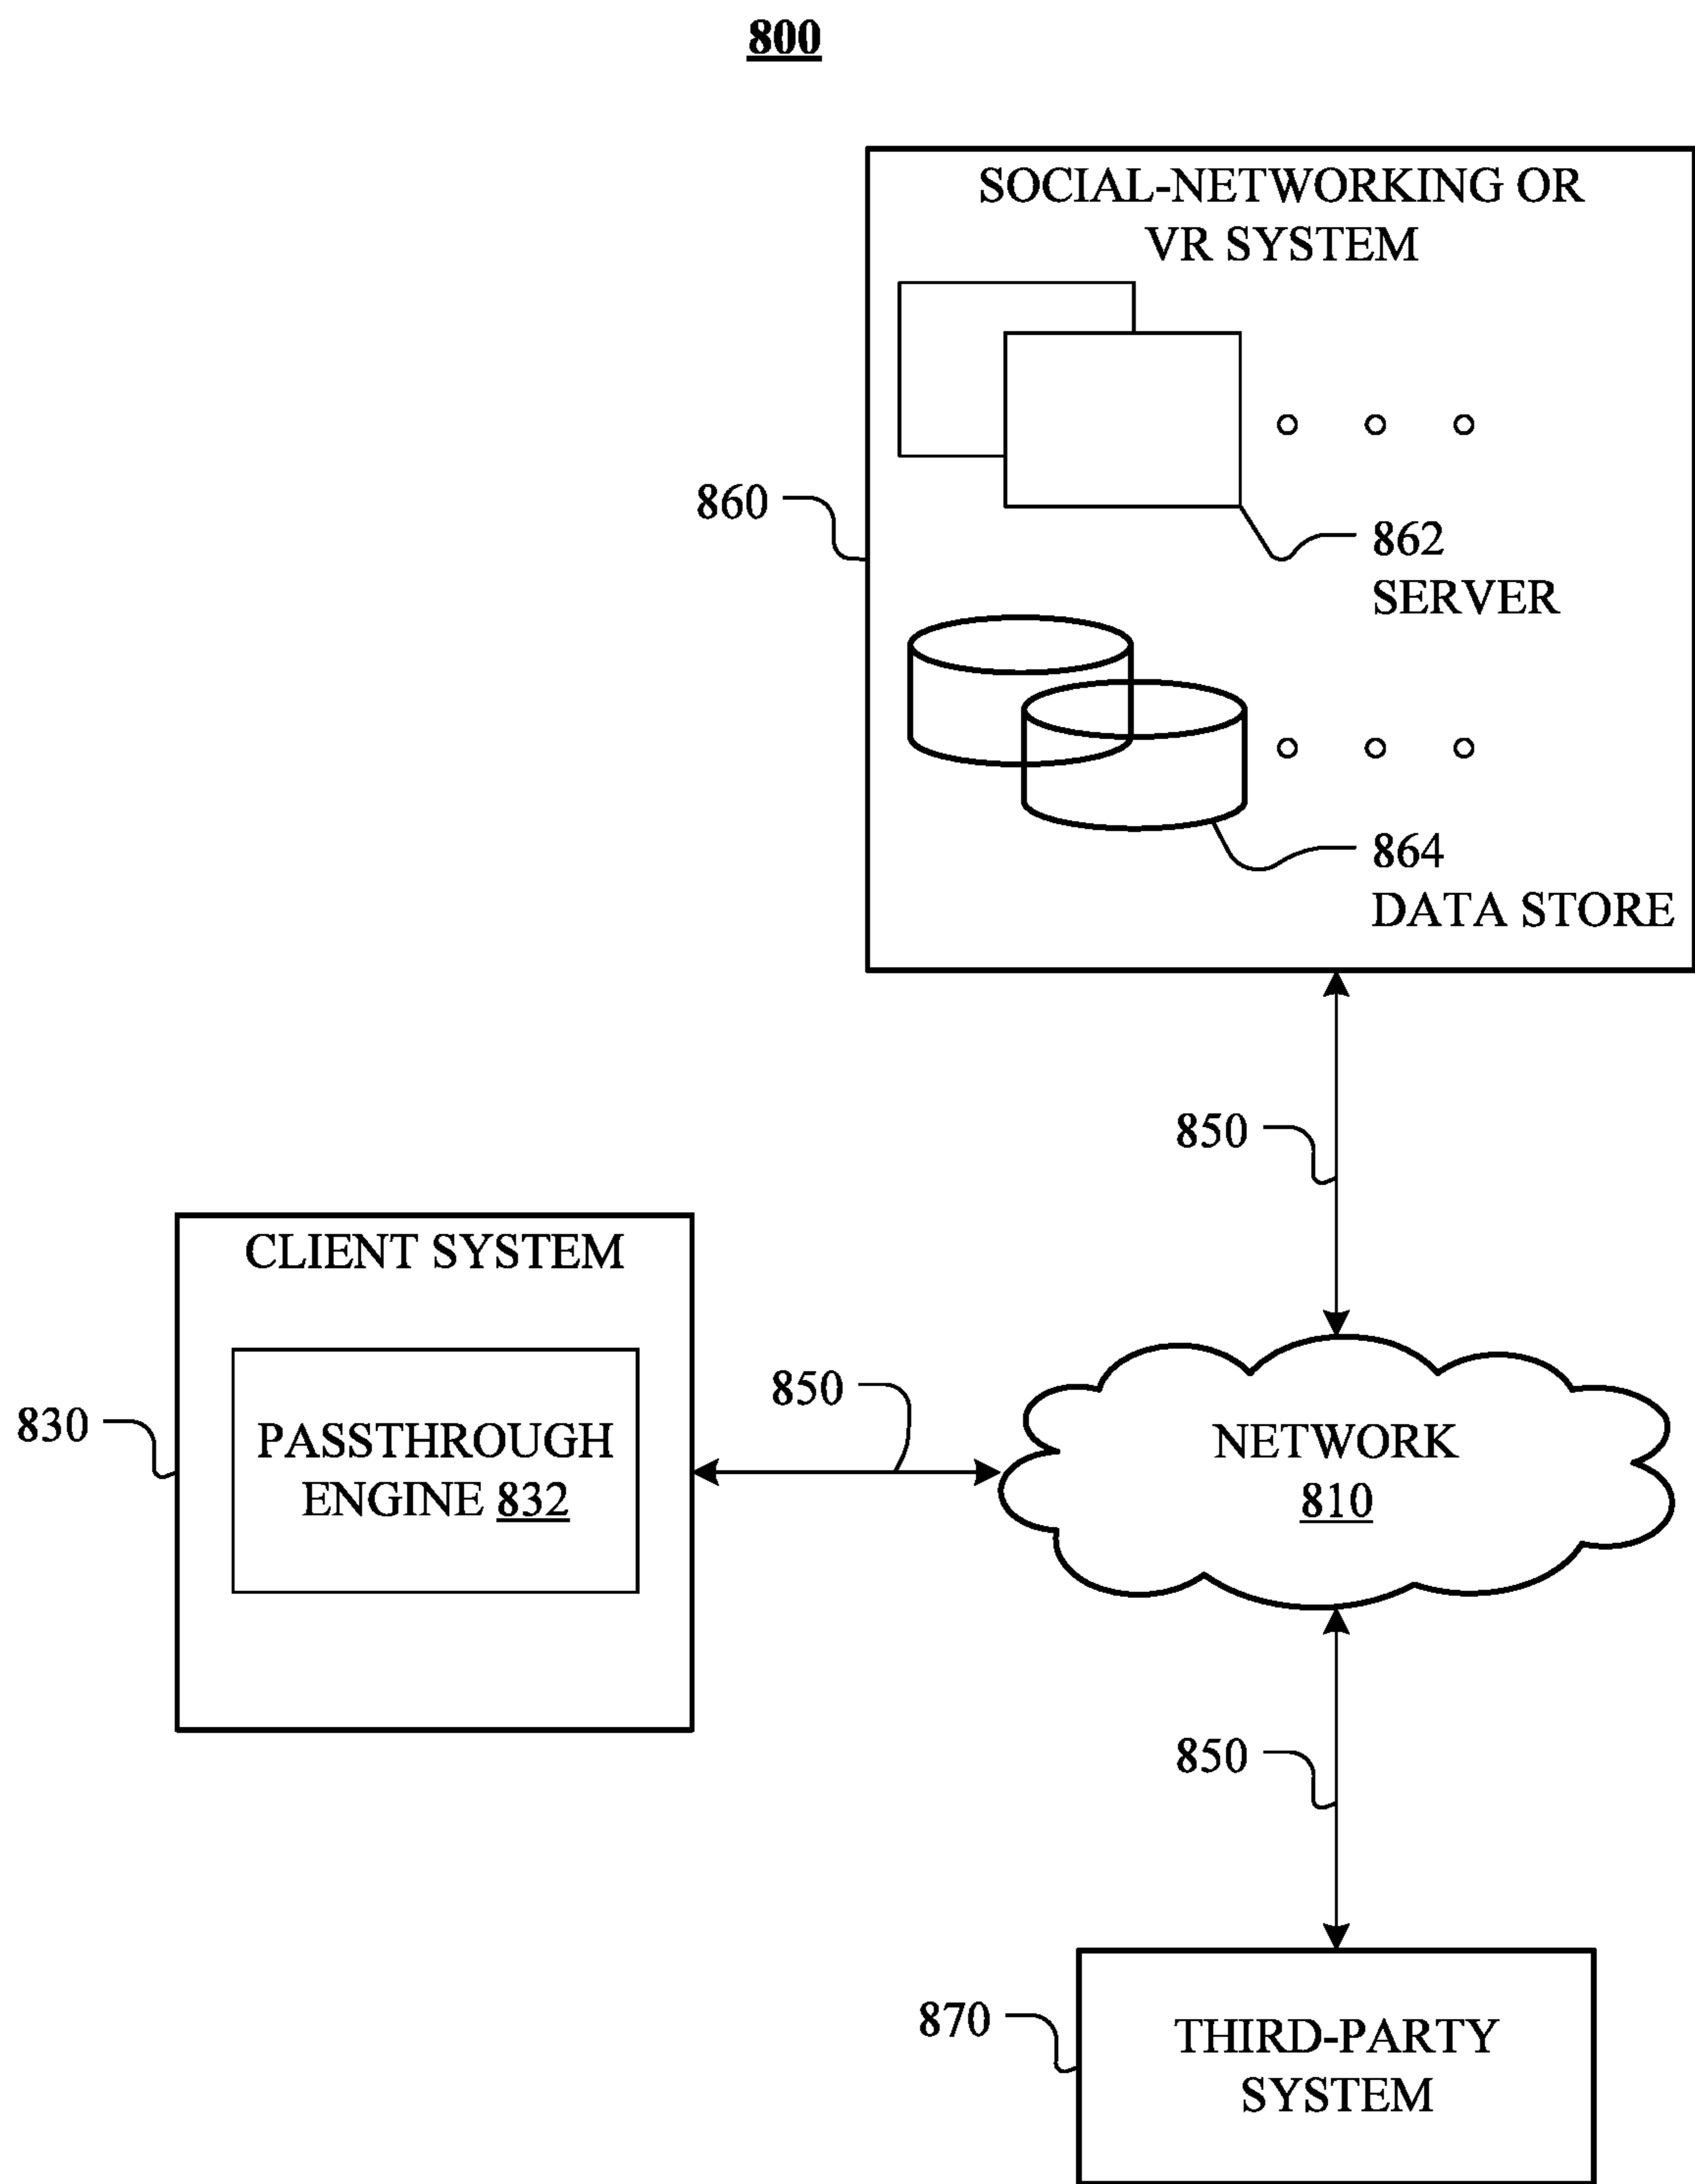 800
SOCIAL-NETWORKING OR
VR SYSTEM
860
862
SERVER
864
DATA STORE
850
CLIENT SYSTEM
830
PASSTHROUGH
ENGINE 832
850
NETWORK
810
850
870
THIRD-PARTY
SYSTEM